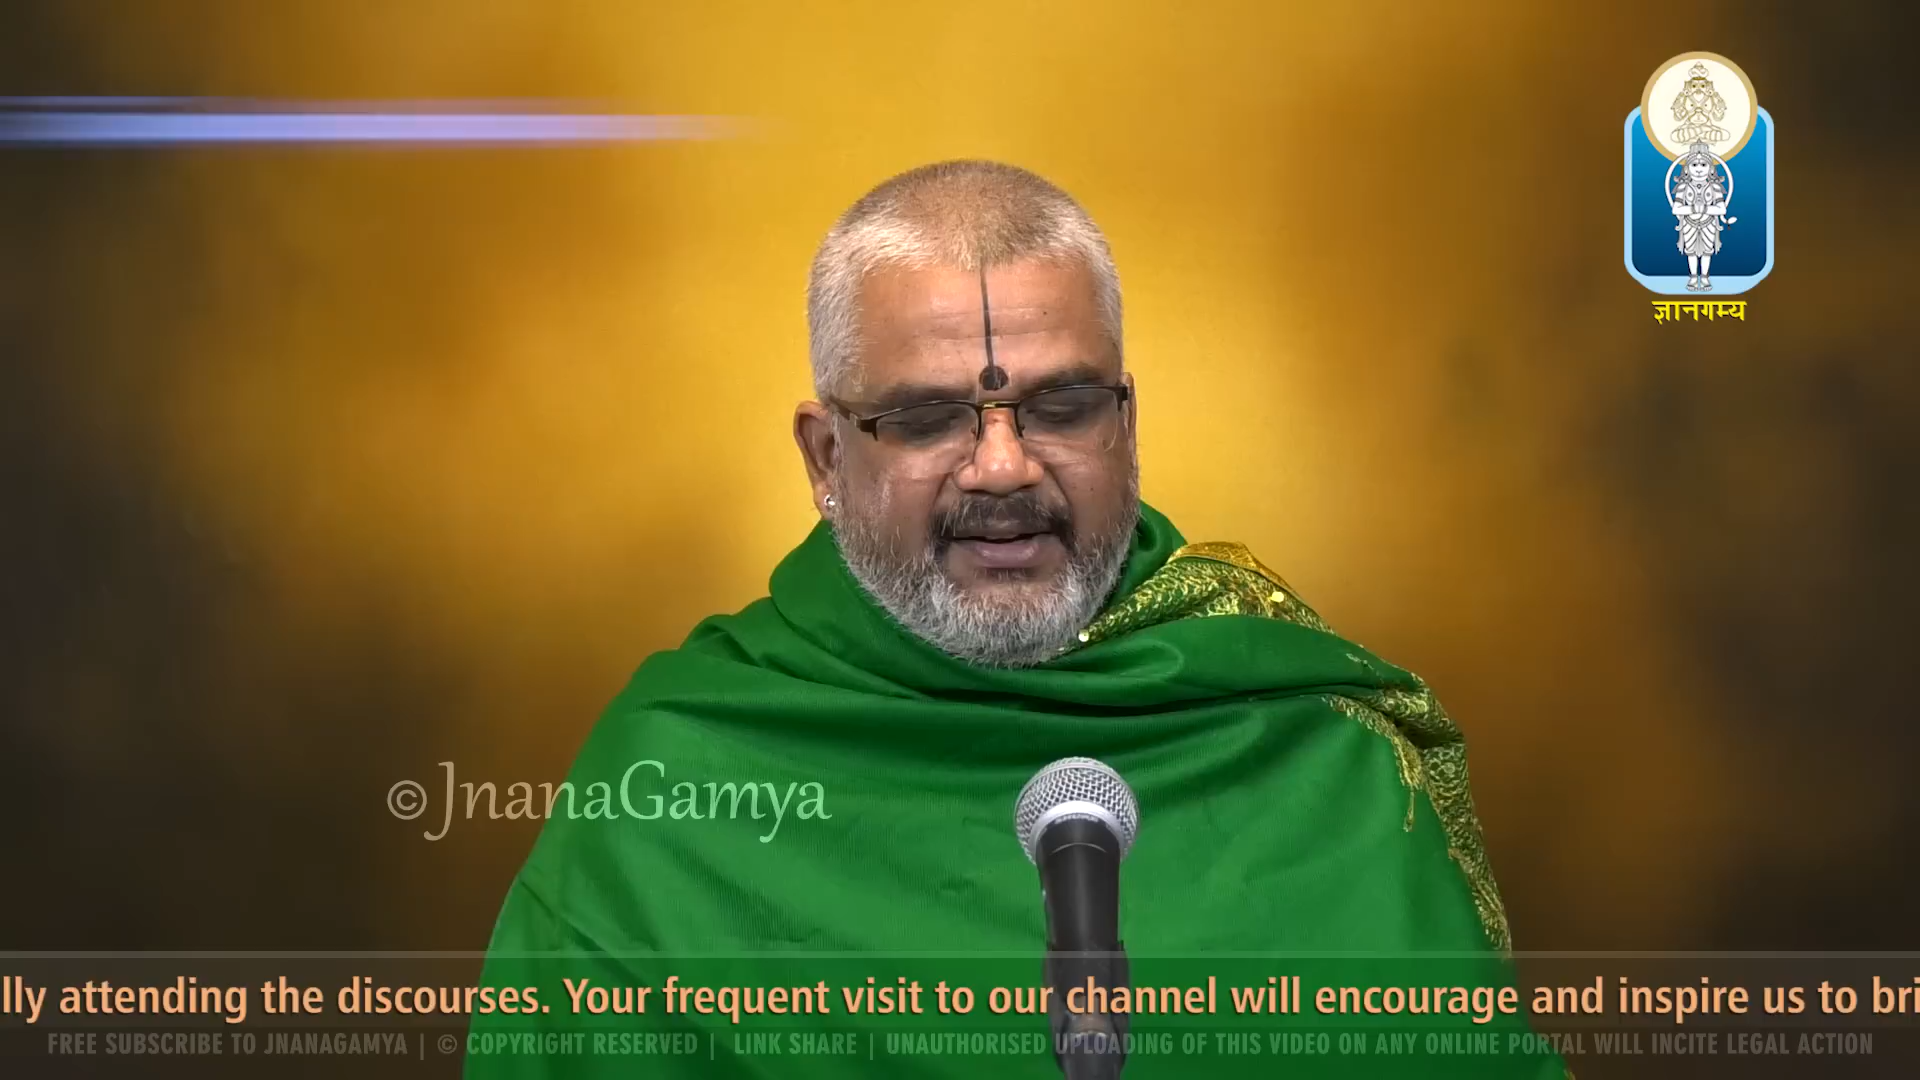 ज्ञानगम्य
©JnanaGamya
lly attending the discourses. Your frequent visit to our channel will encourage and inspire us to bri
FREE SUBSCRIBE TO JNANAGAMYA | © COPYRIGHT RESERVED | LINK SHARE | UNAUTHORISED UPLOADING OF THIS VIDEO ON ANY ONLINE PORTAL WILL INCITE LEGAL ACTION